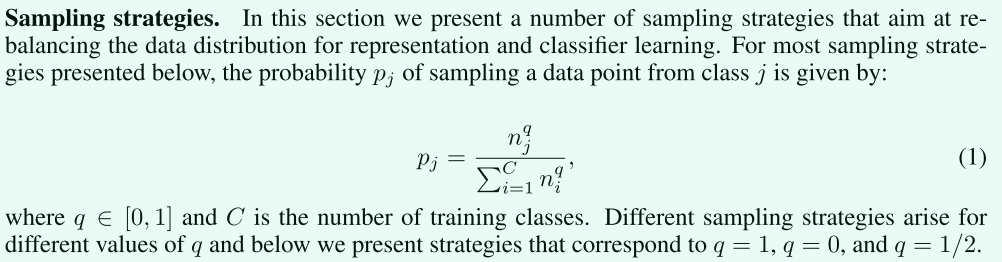 Sampling strategies. In this section we present a number of sampling strategies that aim at re-
balancing the data distribution for representation and classifier learning. For most sampling strate-
gies presented below, the probability p_j of sampling a data point from class j is given by:
p_j = \frac{n_j^q}{\sum_{i=1}^{C} n_i^q}, (1)
where q ∈ [0, 1] and C is the number of training classes. Different sampling strategies arise for
different values of q and below we present strategies that correspond to q = 1, q = 0, and q = 1/2.